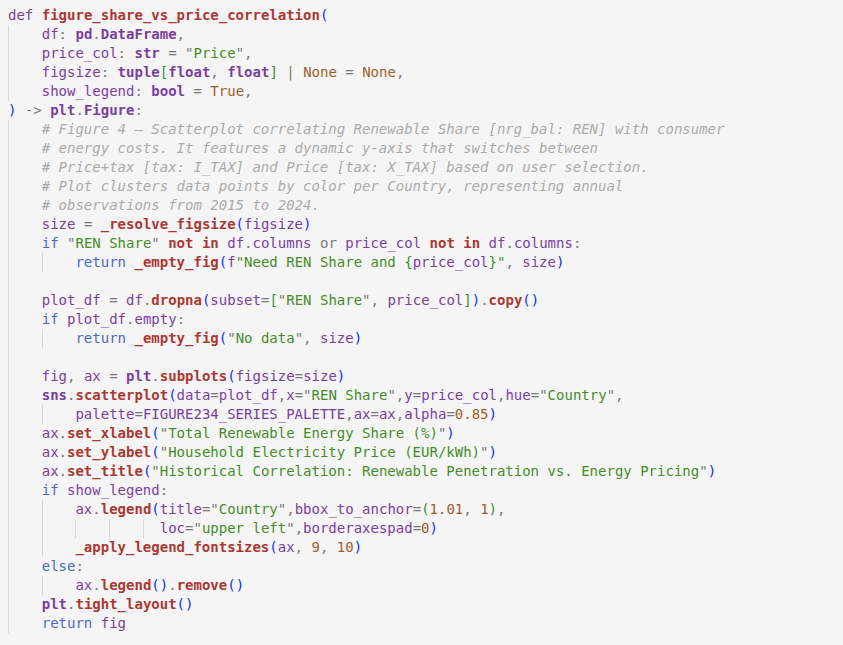 def figure_share_vs_price_correlation(
    df: pd.DataFrame,
    price_col: str = "Price",
    figsize: tuple[float, float] | None = None,
    show_legend: bool = True,
) -> plt.Figure:
    # Figure 4 — Scatterplot correlating Renewable Share [nrg_bal: REN] with consumer
    # energy costs. It features a dynamic y-axis that switches between
    # Price+tax [tax: I_TAX] and Price [tax: X_TAX] based on user selection.
    # Plot clusters data points by color per Country, representing annual
    # observations from 2015 to 2024.
    size = _resolve_figsize(figsize)
    if "REN Share" not in df.columns or price_col not in df.columns:
        return _empty_fig(f"Need REN Share and {price_col}", size)

    plot_df = df.dropna(subset=["REN Share", price_col]).copy()
    if plot_df.empty:
        return _empty_fig("No data", size)

    fig, ax = plt.subplots(figsize=size)
    sns.scatterplot(data=plot_df,x="REN Share",y=price_col,hue="Country",
        palette=FIGURE234_SERIES_PALETTE,ax=ax,alpha=0.85)
    ax.set_xlabel("Total Renewable Energy Share (%)")
    ax.set_ylabel("Household Electricity Price (EUR/kWh)")
    ax.set_title("Historical Correlation: Renewable Penetration vs. Energy Pricing")
    if show_legend:
        ax.legend(title="Country",bbox_to_anchor=(1.01, 1),
                  loc="upper left",borderaxespad=0)
        _apply_legend_fontsizes(ax, 9, 10)
    else:
        ax.legend().remove()
    plt.tight_layout()
    return fig